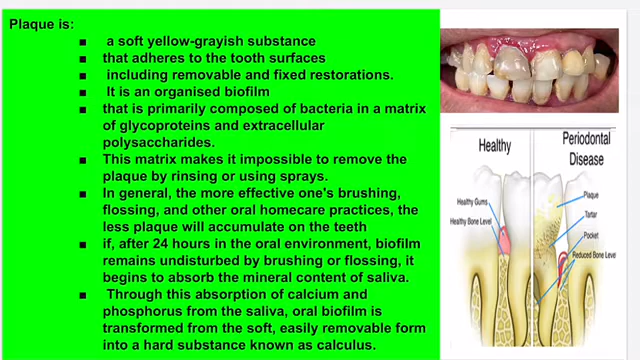 Plaque is:
■ a soft yellow-grayish substance
■ that adheres to the tooth surfaces
■ including removable and fixed restorations.
■ It is an organised biofilm
■ that is primarily composed of bacteria in a matrix
of glycoproteins and extracellular
polysaccharides.
■ This matrix makes it impossible to remove the
plaque by rinsing or using sprays.
■ In general, the more effective one's brushing,
flossing, and other oral homecare practices, the
less plaque will accumulate on the teeth
■ if, after 24 hours in the oral environment, biofilm
remains undisturbed by brushing or flossing, it
begins to absorb the mineral content of saliva.
■ Through this absorption of calcium and
phosphorus from the saliva, oral biofilm is
transformed from the soft, easily removable form
into a hard substance known as calculus.
Healthy
Periodontal
Disease
Healthy Gums
Healthy Bone Level
Plaque
Tartar
Pocket
Reduced Bone Level